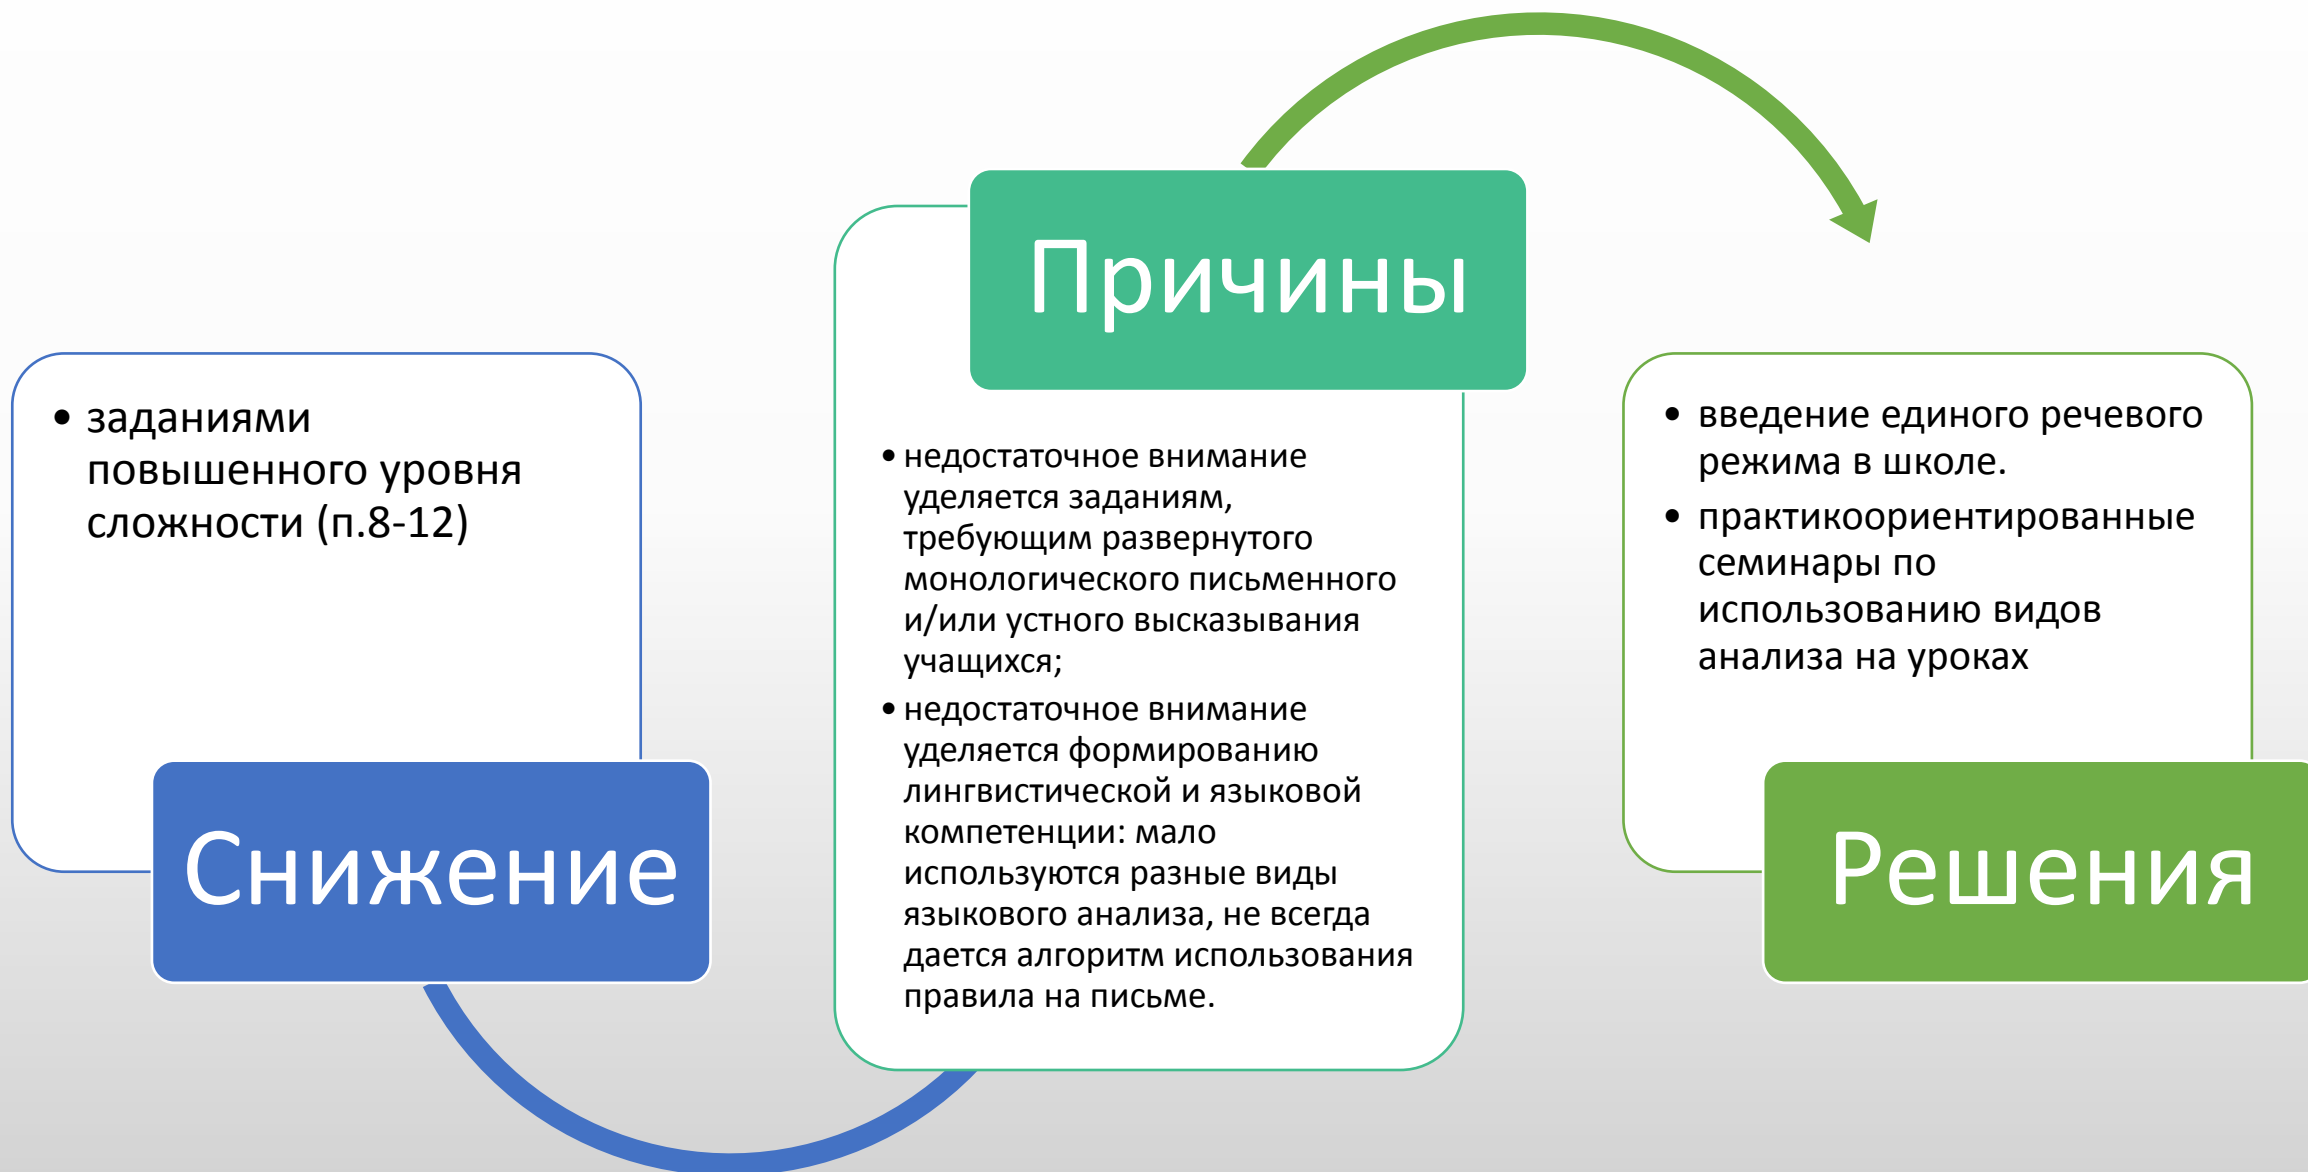 • заданиями
повышенного уровня
сложности (п.8-12)
Снижение
Причины
• недостаточное внимание
уделяется заданиям,
требующим развернутого
монологического письменного
и/или устного высказывания
учащихся;
• недостаточное внимание
уделяется формированию
лингвистической и языковой
компетенции: мало
используются разные виды
языкового анализа, не всегда
дается алгоритм использования
правила на письме.
• введение единого речевого
режима в школе.
• практикоориентированные
семинары по
использованию видов
анализа на уроках
Решения